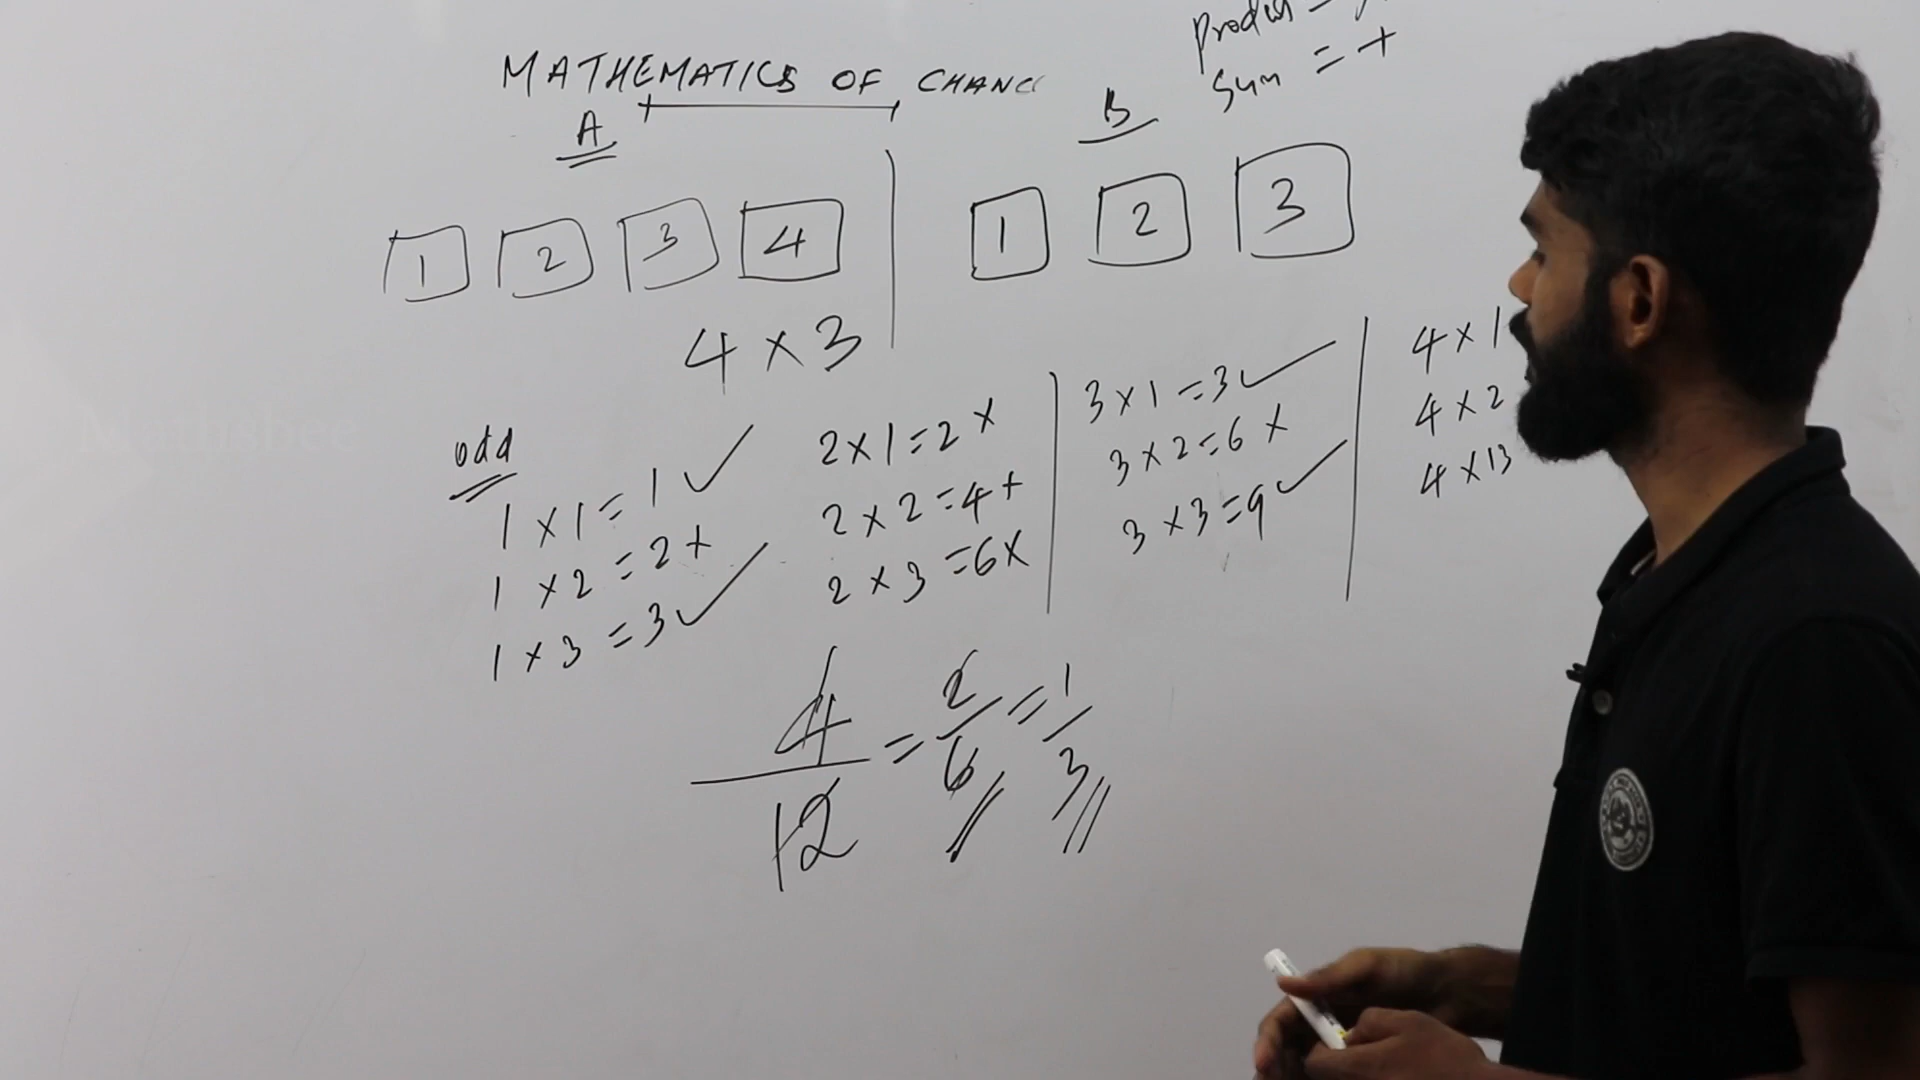 MATHEMATICS OF CHANC
Sum = +
A
B
1 2 3 4
1 2 3
4 × 3
odd
1 × 1 = 1 ✓
1 × 2 = 2 ×
1 × 3 = 3 ✓
2 × 1 = 2 ×
2 × 2 = 4 ×
2 × 3 = 6 ×
3 × 1 = 3 ✓
3 × 2 = 6 ×
3 × 3 = 9 ✓
4 × 1
4 × 2
4 × 13
4/12 = 2/6 = 1/3